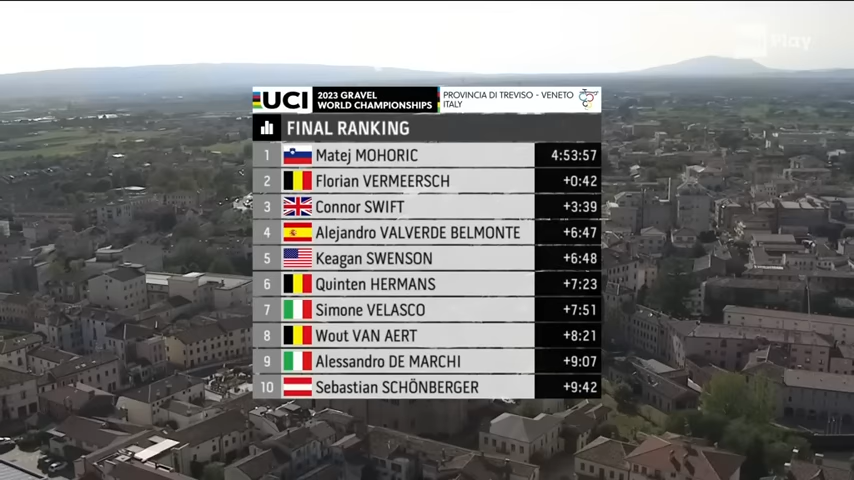 Play
UCI 2023 GRAVEL WORLD CHAMPIONSHIPS PROVINCIA DI TREVISO - VENETO ITALY
FINAL RANKING
1 Matej MOHORIC 4:53:57
2 Florian VERMEERSCH +0:42
3 Connor SWIFT +3:39
4 Alejandro VALVERDE BELMONTE +6:47
5 Keagan SWENSON +6:48
6 Quinten HERMANS +7:23
7 Simone VELASCO +7:51
8 Wout VAN AERT +8:21
9 Alessandro DE MARCHI +9:07
10 Sebastian SCHÖNBERGER +9:42